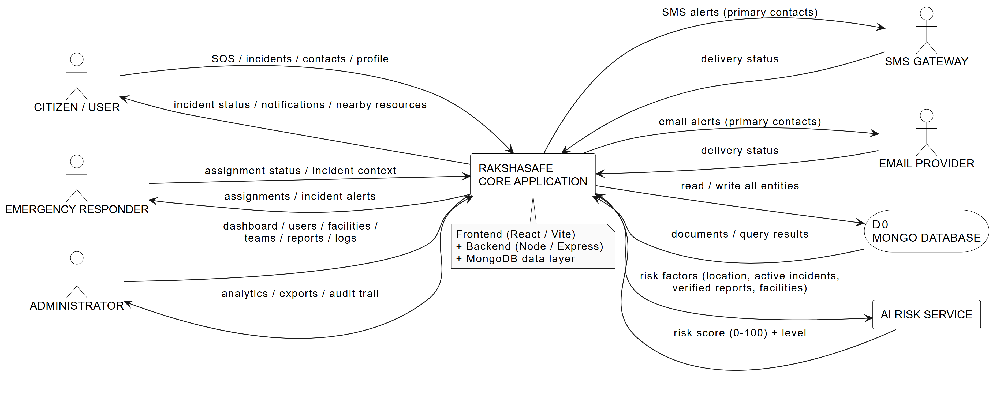 SMS alerts (primary contacts)
SOS / incidents / contacts / profile
delivery status
SMS GATEWAY
incident status / notifications / nearby resources
CITIZEN / USER
email alerts (primary contacts)
delivery status
EMAIL PROVIDER
RAKSHASAFE
CORE APPLICATION
assignment status / incident context
read / write all entities
assignments / incident alerts
EMERGENCY RESPONDER
dashboard / users / facilities /
teams / reports / logs
Frontend (React / Vite)
+ Backend (Node / Express)
+ MongoDB data layer
documents / query results
D0
MONGO DATABASE
risk factors (location, active incidents,
verified reports, facilities)
analytics / exports / audit trail
ADMINISTRATOR
AI RISK SERVICE
risk score (0-100) + level